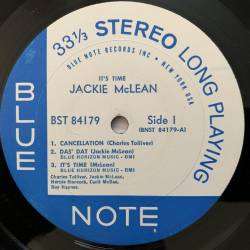 33⅓ STEREO LONG PLAYING
BLUE NOTE RECORDS INC • NEW YORK USA
IT'S TIME
JACKIE McLEAN
BST 84179
Side 1
(BNST 84179-A)
1. CANCELLATION (Charles Tolliver)
2. DAS' DAT (Jackie McLean)
BLUE HORIZON MUSIC - BMI
3. IT'S TIME (McLean)
BLUE HORIZON MUSIC - BMI
Charles Tolliver, Jackie McLean,
Herbie Hancock, Cecil McBee,
Roy Haynes.
BLUE
NOTE